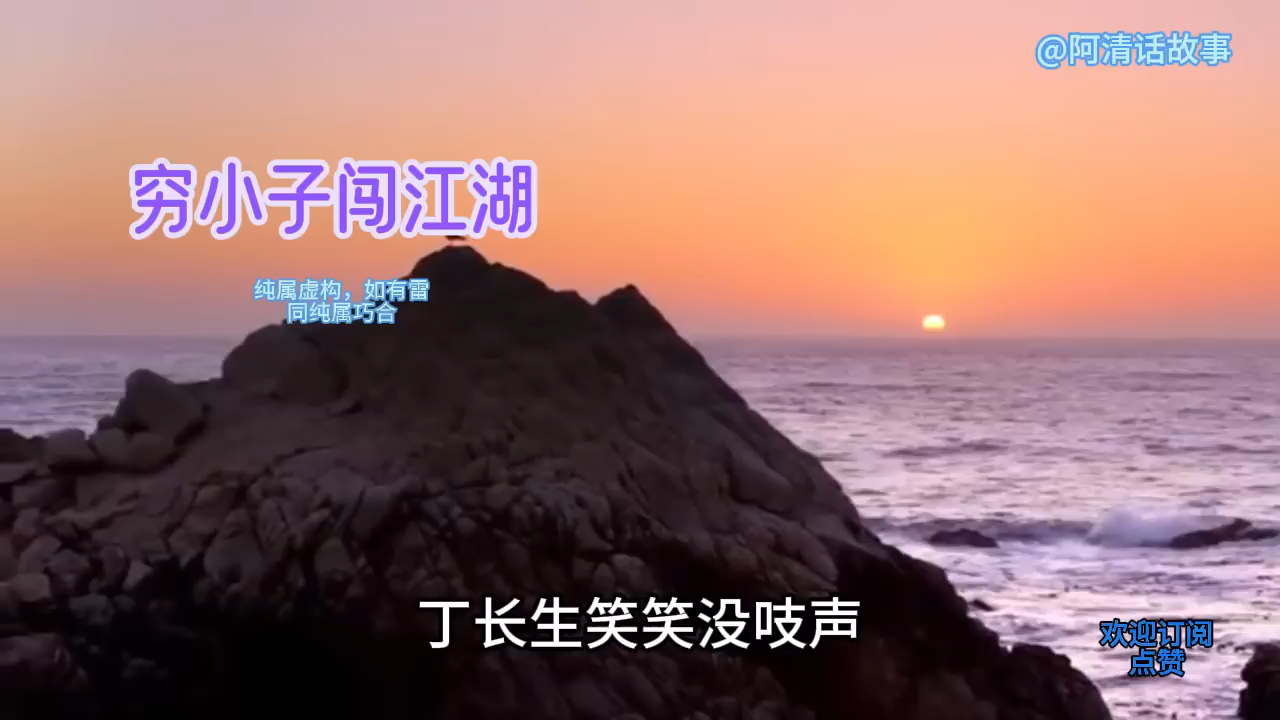 @阿清话故事
穷小子闯江湖
纯属虚构，如有雷
同纯属巧合
丁长生笑笑没吱声
欢迎订阅
点赞